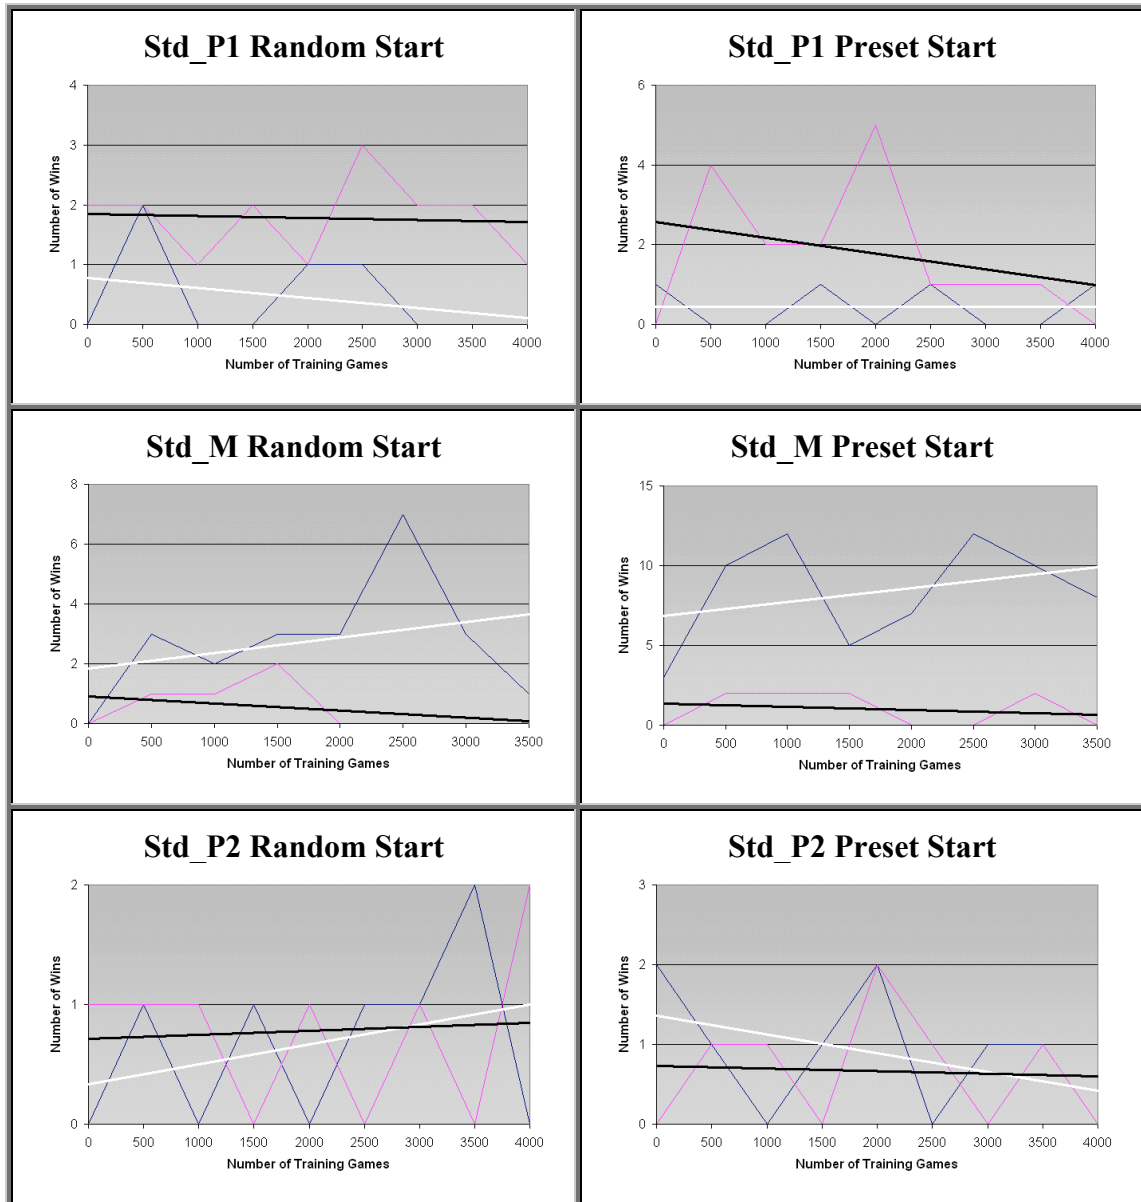 Std_P1 Random Start
4
3
2
1
0
Number of Wins
0 500 1000 1500 2000 2500 3000 3500 4000
Number of Training Games
Std_P1 Preset Start
6
4
2
0
Number of Wins
0 500 1000 1500 2000 2500 3000 3500 4000
Number of Training Games
Std_M Random Start
8
6
4
2
0
Number of Wins
0 500 1000 1500 2000 2500 3000 3500
Number of Training Games
Std_M Preset Start
15
10
5
0
Number of Wins
0 500 1000 1500 2000 2500 3000 3500
Number of Training Games
Std_P2 Random Start
2
1
0
Number of Wins
0 500 1000 1500 2000 2500 3000 3500 4000
Number of Training Games
Std_P2 Preset Start
3
2
1
0
Number of Wins
0 500 1000 1500 2000 2500 3000 3500 4000
Number of Training Games